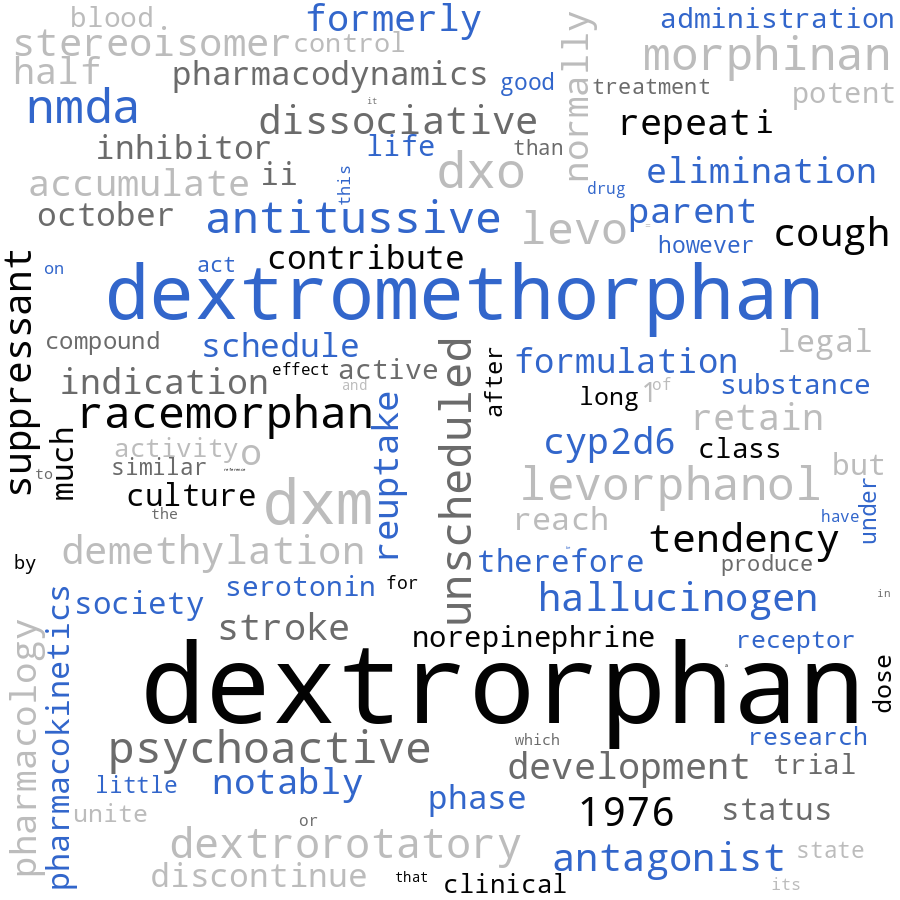 blood
formerly
administration
stereoisomer
control
morphinan
half
pharmacodynamics
good
normally
treatment
potent
nmda
it
dissociative
repeat
i
inhibitor
life
than
dxo
elimination
accumulate
ii
this
drug
october
antitussive
levo
parent
cough
however
suppressant
on
act
contribute
dextromethorphan
compound
schedule
unscheduled
legal
effect
active
after
formulation
indication
and
long
1
of
substance
racemorphan
reuptake
retain
much
activity
o
cyp2d6
class
to
similar
reference
but
culture
dxm
levorphanol
under
the
reach
have
demethylation
tendency
by
therefore
produce
serotonin
for
hallucinogen
in
pharmacokinetics
society
pharmacology
stroke
norepinephrine
receptor
dextrorphan
dose
psychoactive
which
research
development
trial
little
notably
phase
unite
or
1976
status
dextrorotatory
antagonist
state
discontinue
that
clinical
its